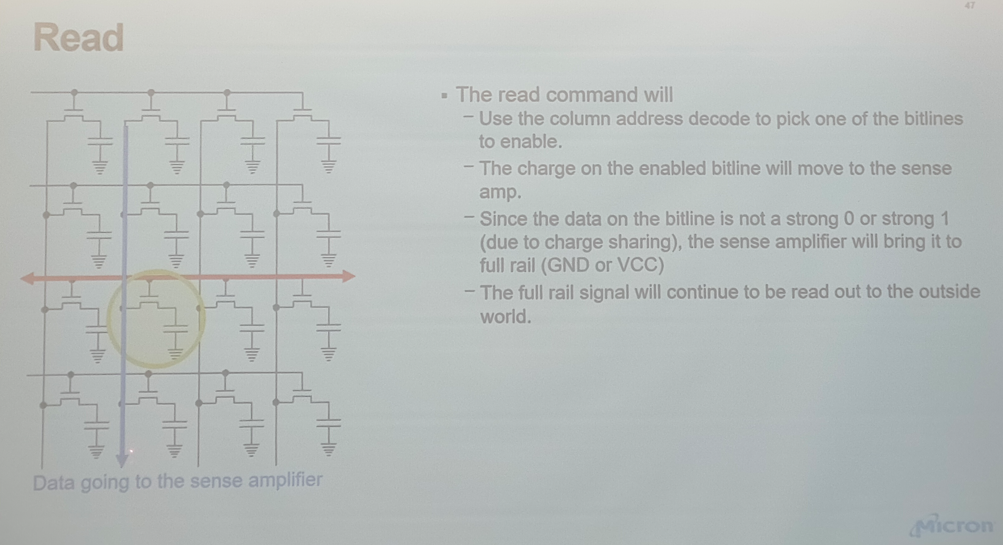 47
Read
▪ The read command will
– Use the column address decode to pick one of the bitlines
to enable.
– The charge on the enabled bitline will move to the sense
amp.
– Since the data on the bitline is not a strong 0 or strong 1
(due to charge sharing), the sense amplifier will bring it to
full rail (GND or VCC)
– The full rail signal will continue to be read out to the outside
world.
Data going to the sense amplifier
Micron